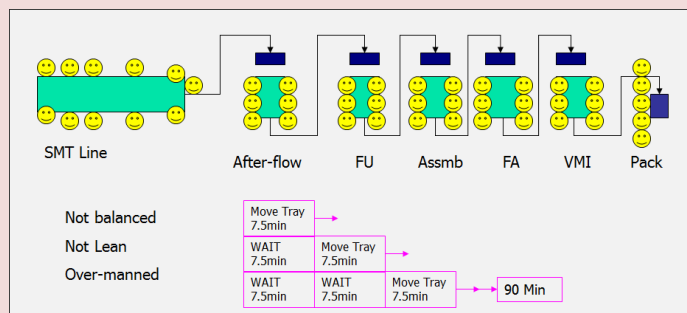 SMT Line
After-flow
FU
Assmb
FA
VMI
Pack
Not balanced
Not Lean
Over-manned
Move Tray
7.5min
WAIT
7.5min
Move Tray
7.5min
WAIT
7.5min
WAIT
7.5min
Move Tray
7.5min
90 Min